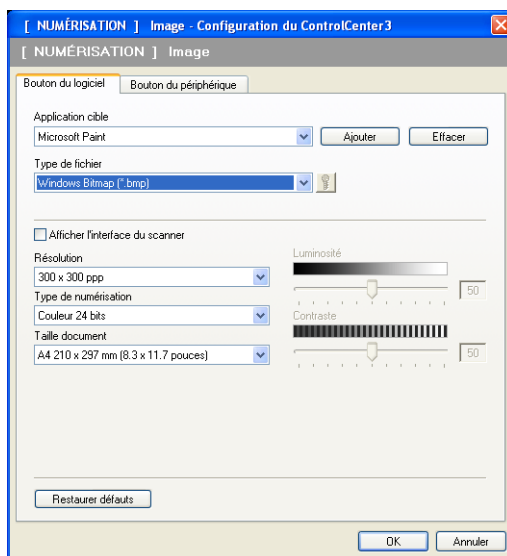 [ NUMÉRISATION ] Image - Configuration du ControlCenter3
[ NUMÉRISATION ] Image
Bouton du logiciel Bouton du périphérique
Application cible
Microsoft Paint Ajouter Effacer
Type de fichier
Windows Bitmap (*.bmp)
Afficher l'interface du scanner
Résolution Luminosité
300 x 300 ppp 50
Type de numérisation
Couleur 24 bits Contraste
Taille document
A4 210 x 297 mm (8.3 x 11.7 pouces) 50
Restaurer défauts
OK Annuler